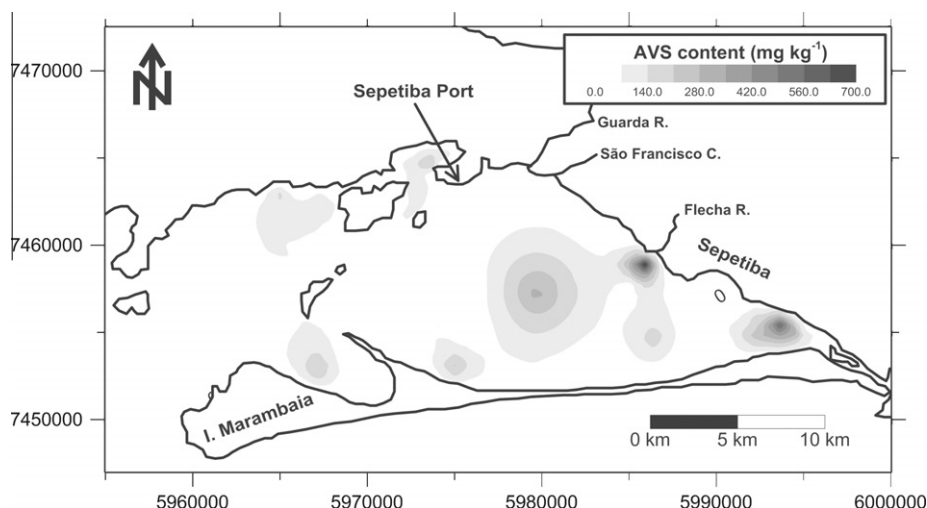 AVS content (mg kg-1)
0.0 140.0 280.0 420.0 560.0 700.0
7470000
N
Sepetiba Port
Guarda R.
São Francisco C.
Flecha R.
7460000
Sepetiba
7450000
I. Marambaia
0 km 5 km 10 km
5960000 5970000 5980000 5990000 6000000